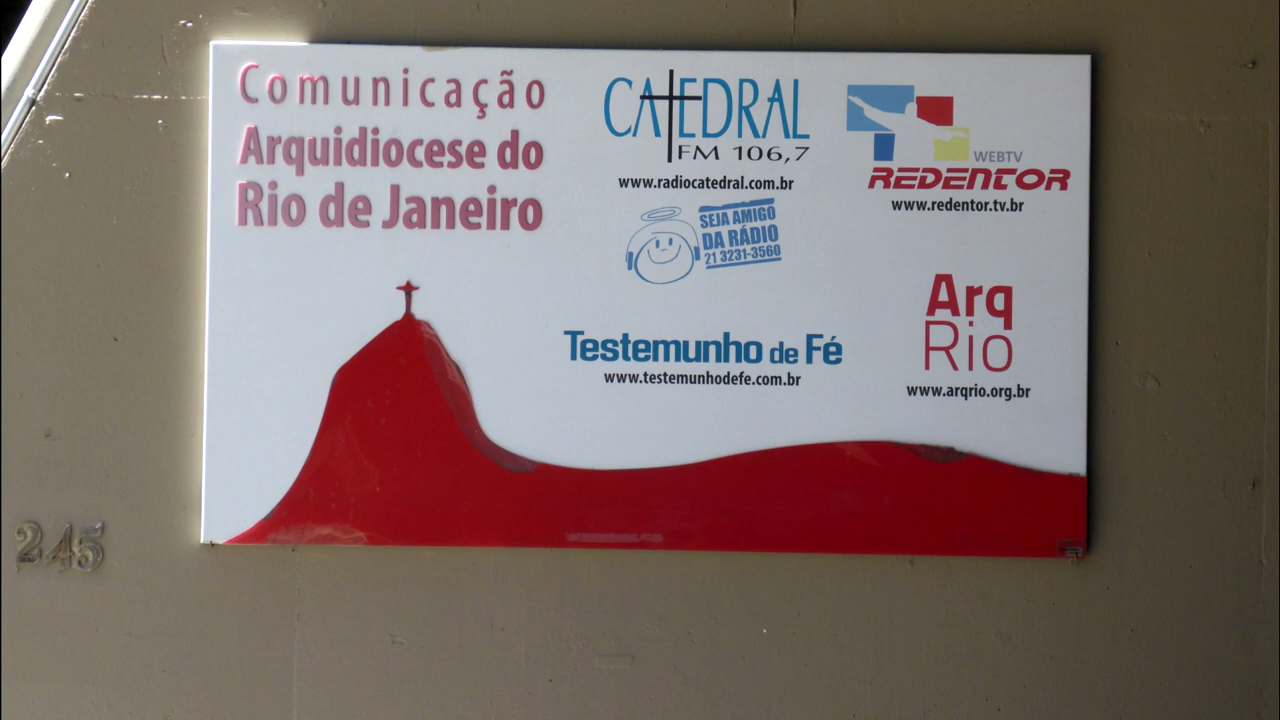 Comunicação
Arquidiocese do
Rio de Janeiro
CATEDRAL
FM 106,7
www.radiocatedral.com.br
SEJA AMIGO
DA RÁDIO
21 3231-3560
WEBTV
REDENTOR
www.redentor.tv.br
Testemunho de Fé
www.testemunhodefe.com.br
Arq
Rio
www.arqrio.org.br
245